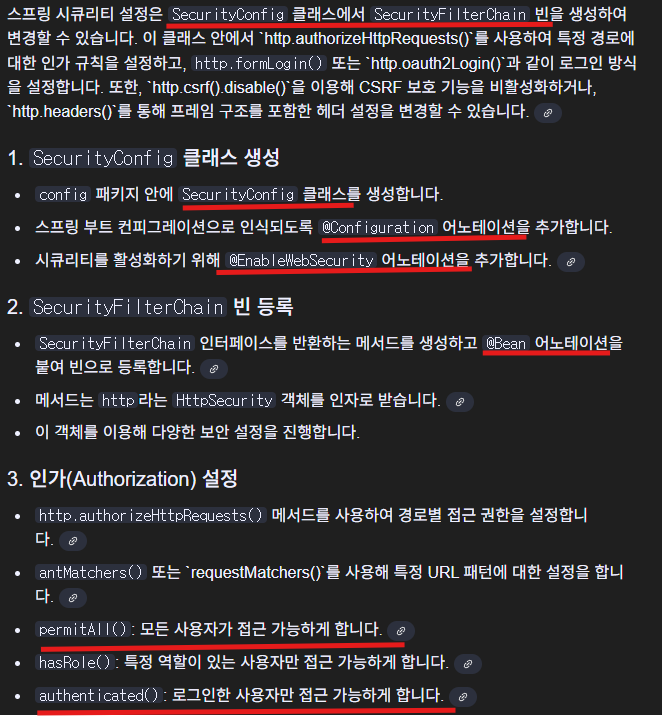 스프링 시큐리티 설정은 SecurityConfig 클래스에서 SecurityFilterChain 빈을 생성하여
변경할 수 있습니다. 이 클래스 안에서 `http.authorizeHttpRequests()`를 사용하여 특정 경로에
대한 인가 규칙을 설정하고, http.formLogin() 또는 `http.oauth2Login()`과 같이 로그인 방식
을 설정합니다. 또한, `http.csrf().disable()`을 이용해 CSRF 보호 기능을 비활성화하거나,
`http.headers()`를 통해 프레임 구조를 포함한 헤더 설정을 변경할 수 있습니다.
1. SecurityConfig 클래스 생성
• config 패키지 안에 SecurityConfig 클래스를 생성합니다.
• 스프링 부트 컨피그레이션으로 인식되도록 @Configuration 어노테이션을 추가합니다.
• 시큐리티를 활성화하기 위해 @EnableWebSecurity 어노테이션을 추가합니다.
2. SecurityFilterChain 빈 등록
• SecurityFilterChain 인터페이스를 반환하는 메서드를 생성하고 @Bean 어노테이션을
붙여 빈으로 등록합니다.
• 메서드는 http라는 HttpSecurity 객체를 인자로 받습니다.
• 이 객체를 이용해 다양한 보안 설정을 진행합니다.
3. 인가(Authorization) 설정
• http.authorizeHttpRequests() 메서드를 사용하여 경로별 접근 권한을 설정합니
다.
• antMatchers() 또는 `requestMatchers()`를 사용해 특정 URL 패턴에 대한 설정을 합니
다.
• permitAll(): 모든 사용자가 접근 가능하게 합니다.
• hasRole(): 특정 역할이 있는 사용자만 접근 가능하게 합니다.
• authenticated(): 로그인한 사용자만 접근 가능하게 합니다.